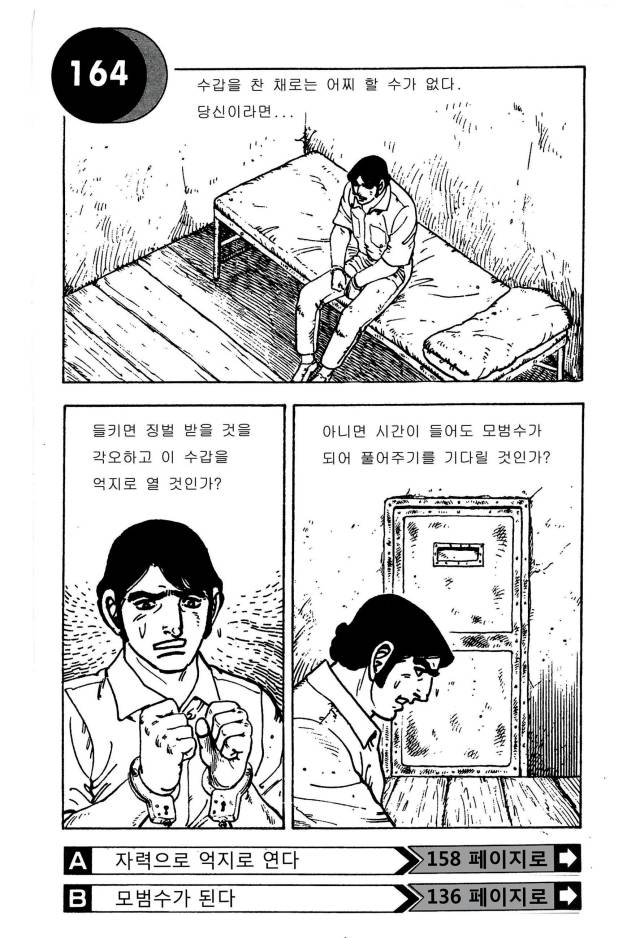 164
수갑을 찬 채로는 어찌 할 수가 없다.
당신이라면...
들키면 징벌 받을 것을
각오하고 이 수갑을
억지로 열 것인가?
아니면 시간이 들어도 모범수가
되어 풀어주기를 기다릴 것인가?
A 자력으로 억지로 연다 158 페이지로
B 모범수가 된다 136 페이지로